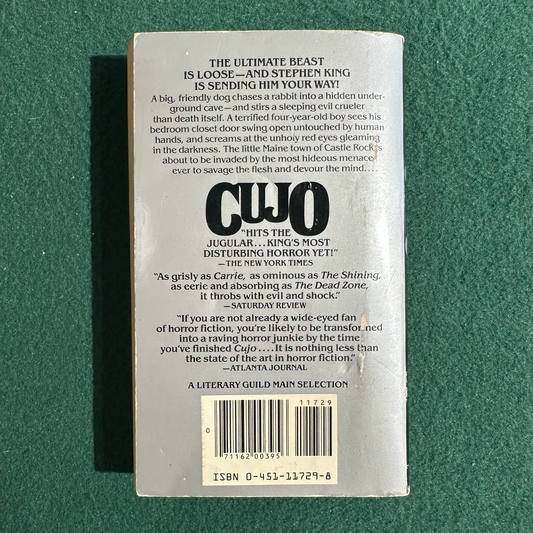 THE ULTIMATE BEAST
IS LOOSE—AND STEPHEN KING
IS SENDING HIM YOUR WAY!
A big, friendly dog chases a rabbit into a hidden under-
ground cave—and stirs a sleeping evil crueler
than death itself. A terrified four-year-old boy sees his
bedroom closet door swing open untouched by human
hands, and screams at the unholy red eyes gleaming
in the darkness. The little Maine town of Castle Rock is
about to be invaded by the most hideous menace
ever to savage the flesh and devour the mind....
CUJO
"HITS THE
JUGULAR...KING'S MOST
DISTURBING HORROR YET!"
—THE NEW YORK TIMES
"As grisly as Carrie, as ominous as The Shining,
as eerie and absorbing as The Dead Zone,
it throbs with evil and shock."
—SATURDAY REVIEW
"If you are not already a wide-eyed fan
of horror fiction, you're likely to be transformed
into a raving horror junkie by the time
you've finished Cujo....It is nothing less than
the state of the art in horror fiction."
—ATLANTA JOURNAL
A LITERARY GUILD MAIN SELECTION
11729
0
71162 00395
ISBN 0-451-11729-8